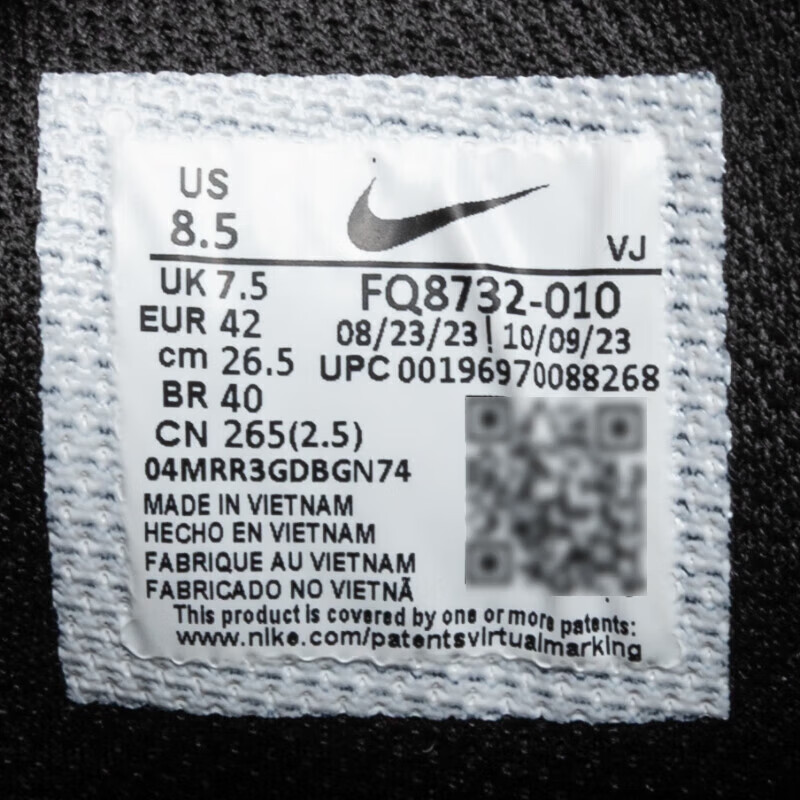 US
8.5
VJ
UK 7.5
FQ8732-010
EUR 42
08/23/23 | 10/09/23
cm 26.5
UPC 00196970088268
BR 40
CN 265(2.5)
04MRR3GDBGN74
MADE IN VIETNAM
HECHO EN VIETNAM
FABRIQUE AU VIETNAM
FABRICADO NO VIETNÃ
This product is covered by one or more patents:
www.nike.com/patentsvirtualmarking